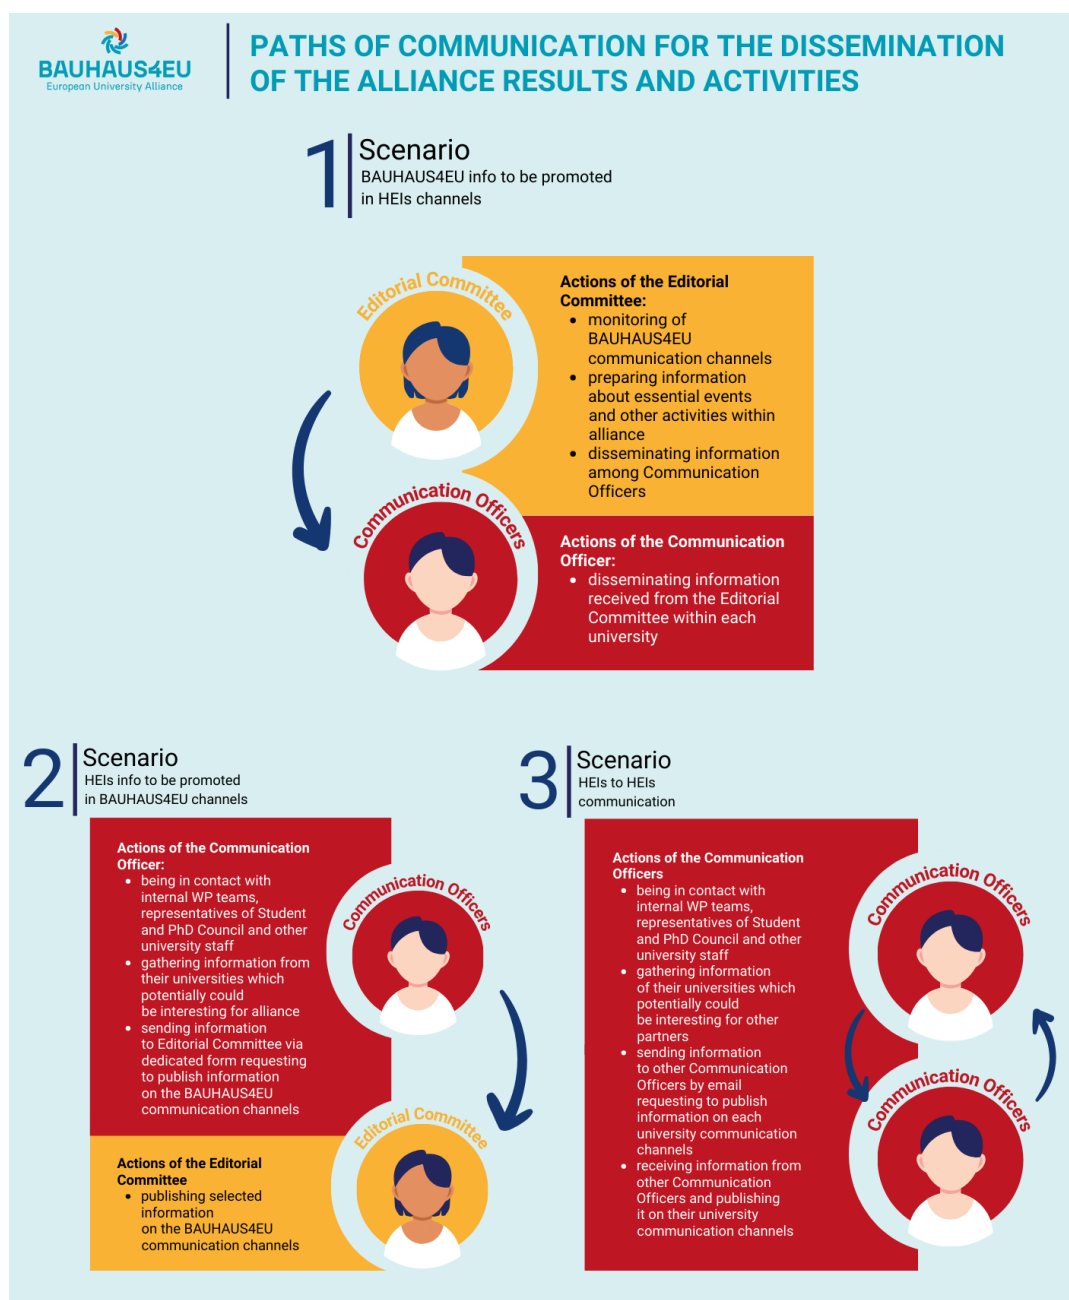 BAUHAUS4EU
European University Alliance
PATHS OF COMMUNICATION FOR THE DISSEMINATION
OF THE ALLIANCE RESULTS AND ACTIVITIES
1
Scenario
BAUHAUS4EU info to be promoted
in HEIs channels
Editorial Committee
Actions of the Editorial
Committee:
• monitoring of
BAUHAUS4EU
communication channels
• preparing information
about essential events
and other activities within
alliance
• disseminating information
among Communication
Officers
Communication Officers
Actions of the Communication
Officer:
• disseminating information
received from the Editorial
Committee within each
university
2
Scenario
HEIs info to be promoted
in BAUHAUS4EU channels
Actions of the Communication
Officer:
• being in contact with
internal WP teams,
representatives of Student
and PhD Council and other
university staff
• gathering information from
their universities which
potentially could
be interesting for alliance
• sending information
to Editorial Committee via
dedicated form requesting
to publish information
on the BAUHAUS4EU
communication channels
Communication Officers
Editorial Committee
Actions of the Editorial
Committee
• publishing selected
information
on the BAUHAUS4EU
communication channels
3
Scenario
HEIs to HEIs
communication
Actions of the Communication
Officers
• being in contact with
internal WP teams,
representatives of Student
and PhD Council and other
university staff
• gathering information
of their universities which
potentially could
be interesting for other
partners
• sending information
to other Communication
Officers by email
requesting to publish
information on each
university communication
channels
• receiving information from
other Communication
Officers and publishing
it on their university
communication channels
Communication Officers
Communication Officers